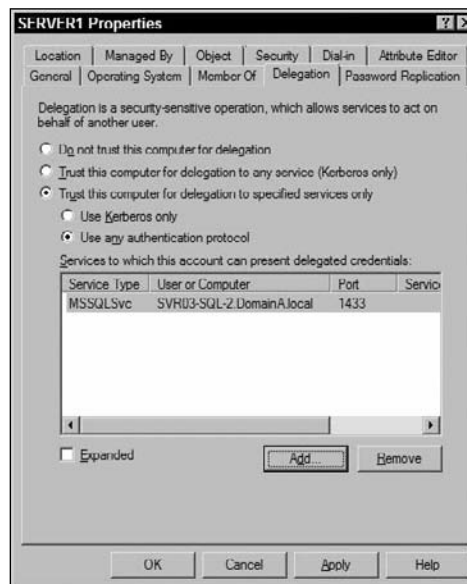 SERVER1 Properties
Location Managed By Object Security Dial-in Attribute Editor
General Operating System Member Of Delegation Password Replication
Delegation is a security-sensitive operation, which allows services to act on
behalf of another user.
Do not trust this computer for delegation
Trust this computer for delegation to any service (Kerberos only)
Trust this computer for delegation to specified services only
Use Kerberos only
Use any authentication protocol
Services to which this account can present delegated credentials:
Service Type User or Computer Port Servic
MSSQLSvc SVR03-SQL-2.DomainA.local 1433
Expanded Add... Remove
OK Cancel Apply Help